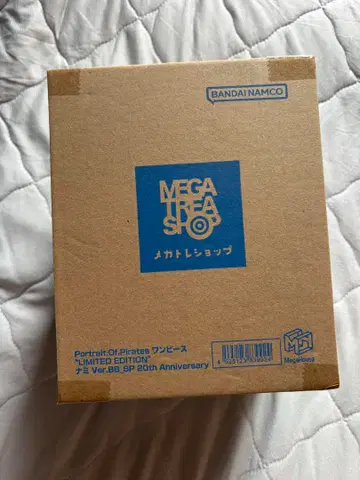 BANDAI NAMCO
MEGA
TREA
SHOP
メガトレショップ
Portrait.Of.Pirates ワンピース
"LIMITED EDITION"
ナミ Ver.BB_SP 20th Anniversary
MegaHouse